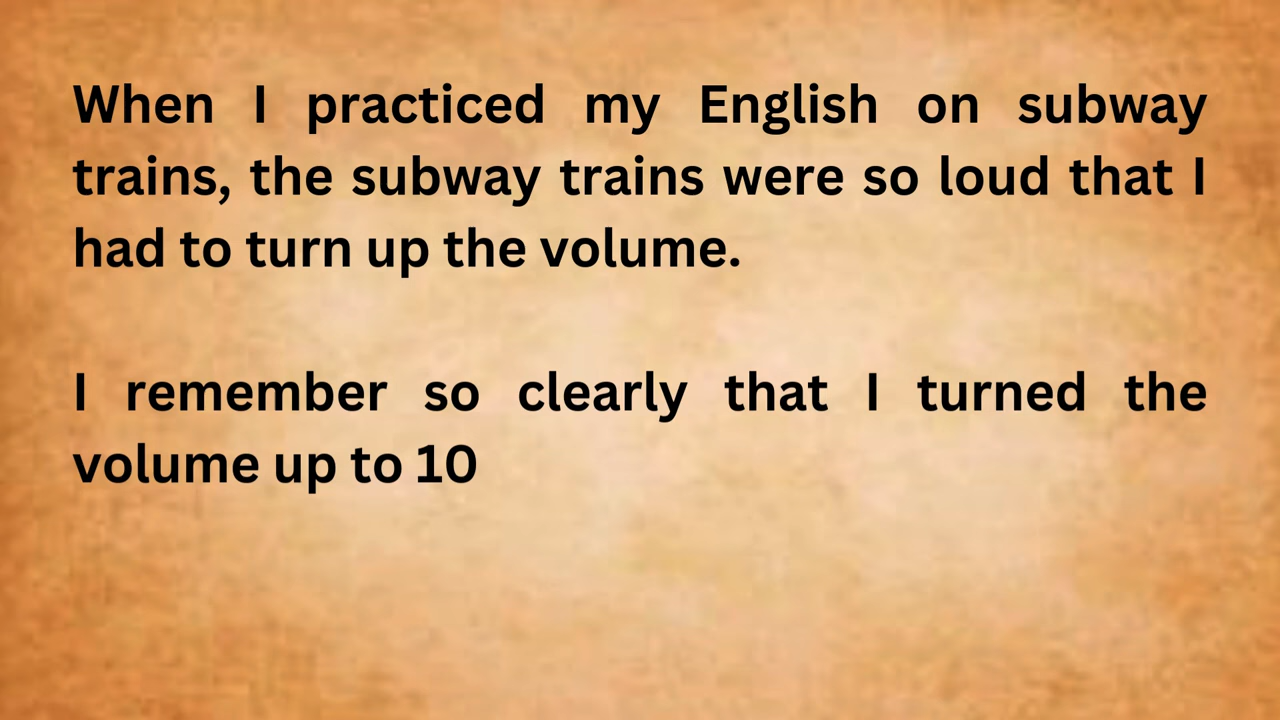 When I practiced my English on subway
trains, the subway trains were so loud that I
had to turn up the volume.
I remember so clearly that I turned the
volume up to 10